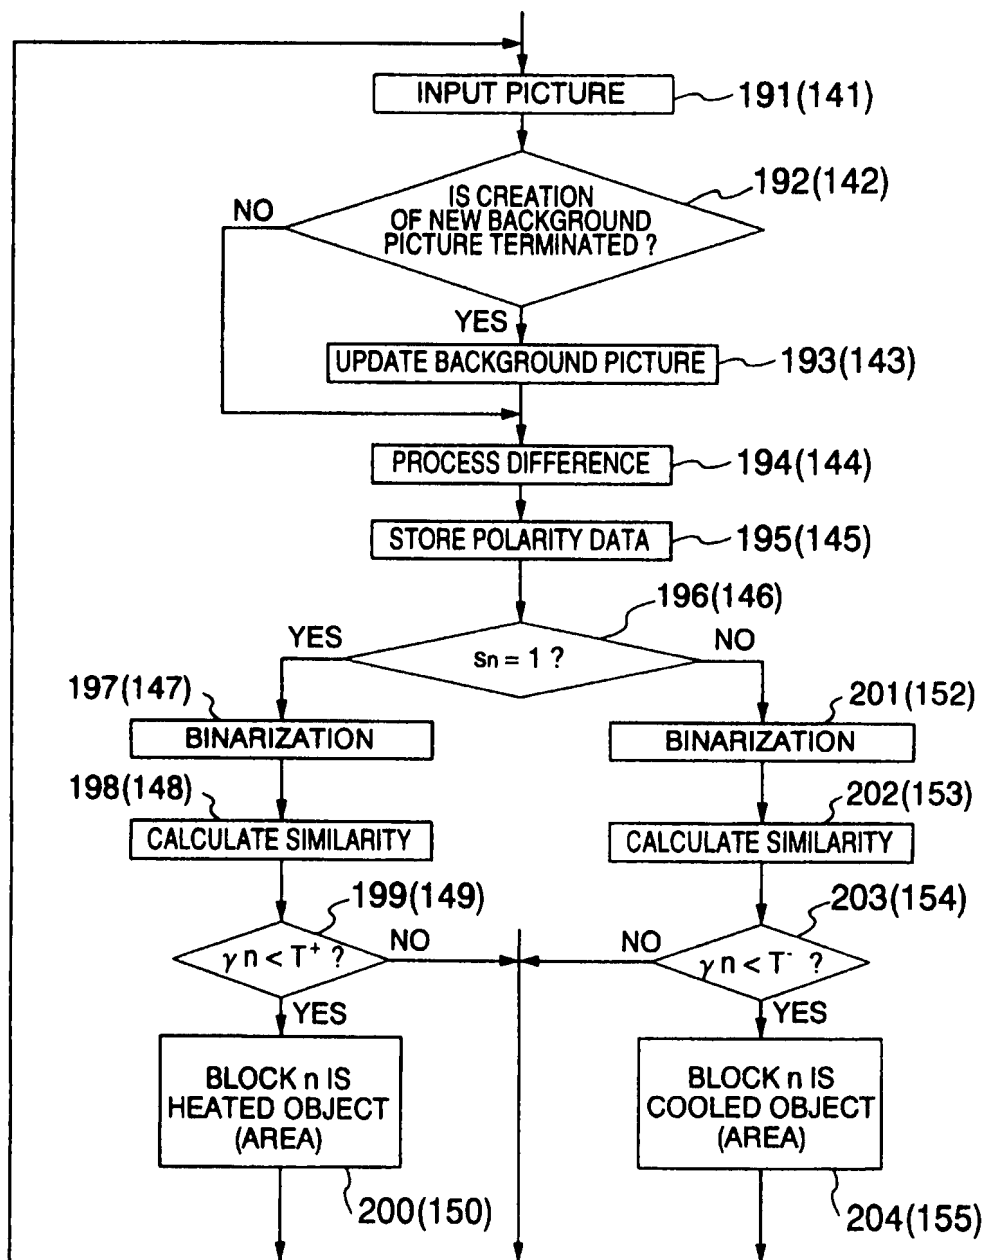 INPUT PICTURE
191(141)
IS CREATION
OF NEW BACKGROUND
PICTURE TERMINATED ?
192(142)
NO
YES
UPDATE BACKGROUND PICTURE
193(143)
PROCESS DIFFERENCE
194(144)
STORE POLARITY DATA
195(145)
196(146)
YES
sn = 1 ?
NO
197(147)
BINARIZATION
201(152)
BINARIZATION
198(148)
CALCULATE SIMILARITY
202(153)
CALCULATE SIMILARITY
199(149)
γ n < T⁺ ?
NO
203(154)
NO
γ n < T⁻ ?
YES
YES
BLOCK n IS
HEATED OBJECT
(AREA)
200(150)
BLOCK n IS
COOLED OBJECT
(AREA)
204(155)